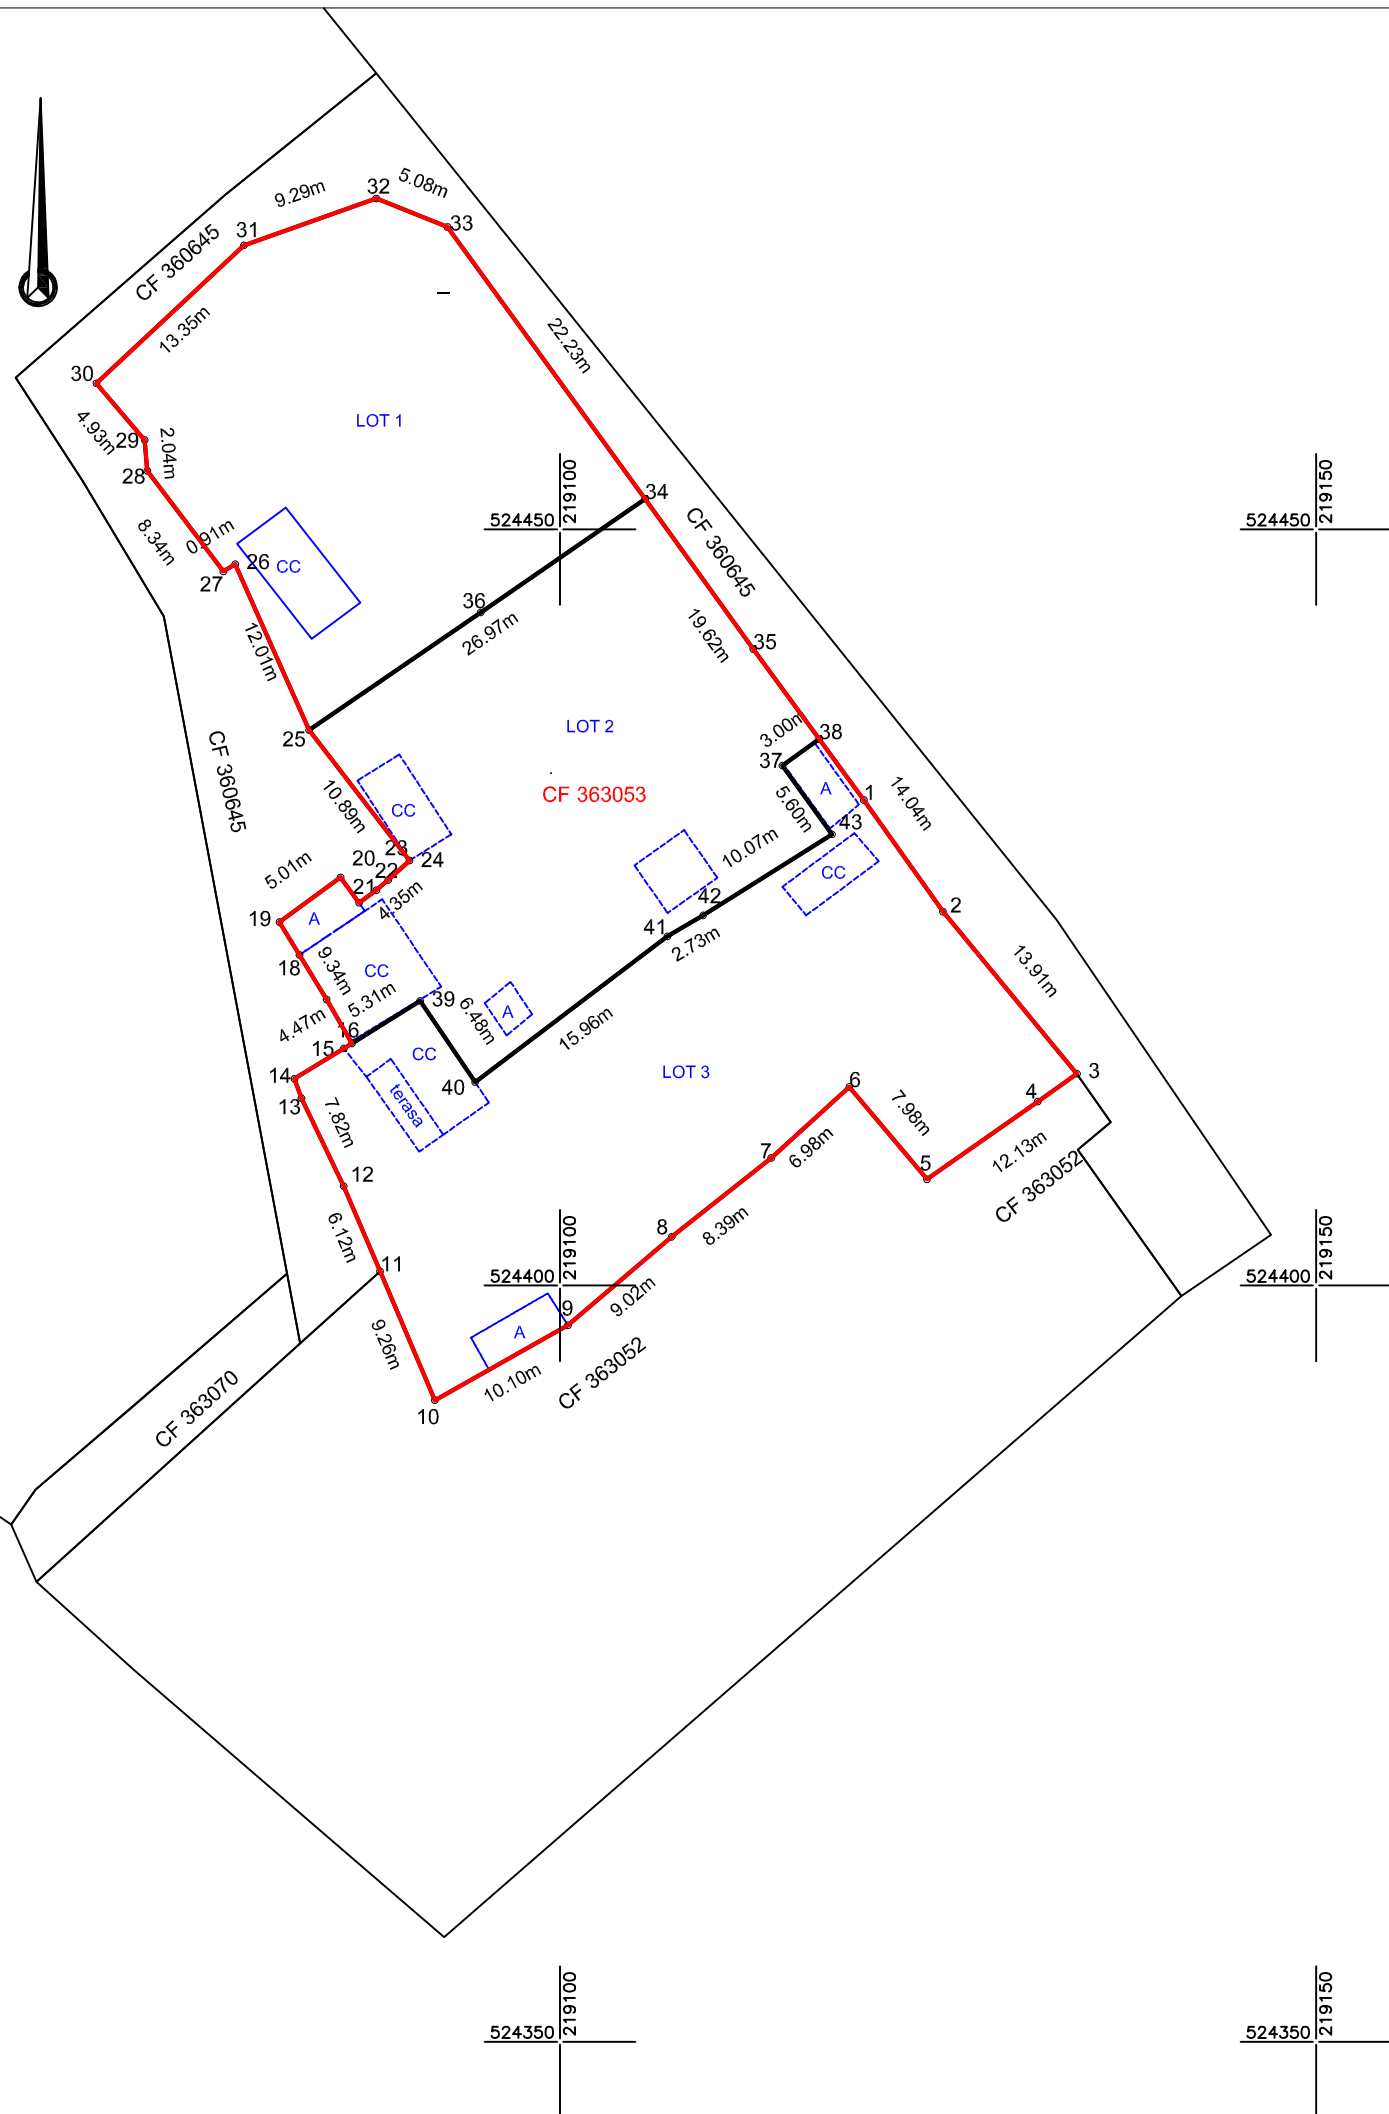 32
5.08m
9.29m
31
33
CF 360645
13.35m
22.23m
30
4.93m
29
2.04m
28
LOT 1
34
219100
524450
219150
524450
8.34m
0.91m
27
26
CC
CF 360645
36
26.97m
19.62m
35
12.01m
25
LOT 2
3.00m
38
37
CF 360645
10.89m
CC
CF 363053
A
1
14.04m
5.60m
43
23
24
20
22
21
5.01m
4.35m
10.07m
CC
19
A
42
2
41
2.73m
18
9.34m
CC
13.91m
5.31m
39
6.48m
A
4.47m
16
15
15.96m
CC
40
LOT 3
14
13
terasa
7.82m
6
3
4
7.98m
12.13m
7
6.98m
5
12
CF 363052
6.12m
8
8.39m
11
219100
524400
219150
524400
9.02m
9
A
9.26m
10.10m
CF 363052
10
CF 363070
219100
524350
219150
524350